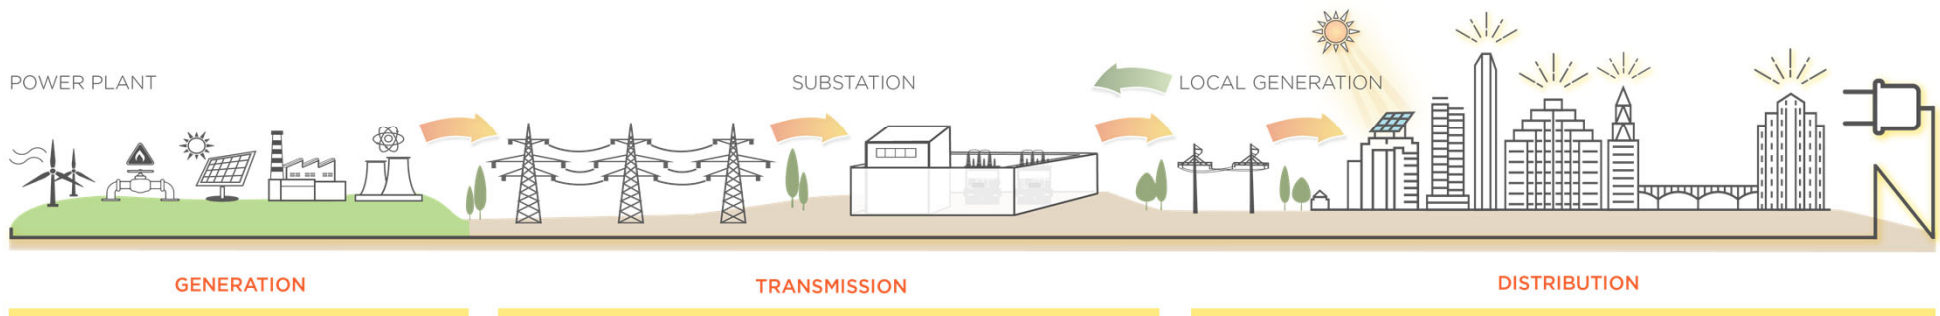 POWER PLANT
SUBSTATION
LOCAL GENERATION
GENERATION
TRANSMISSION
DISTRIBUTION